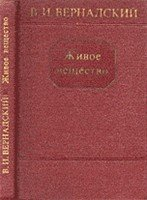 В. И. ВЕРНАДСКИЙ Живое вещество
В. И. ВЕРНАДСКИЙ
Живое
вещество